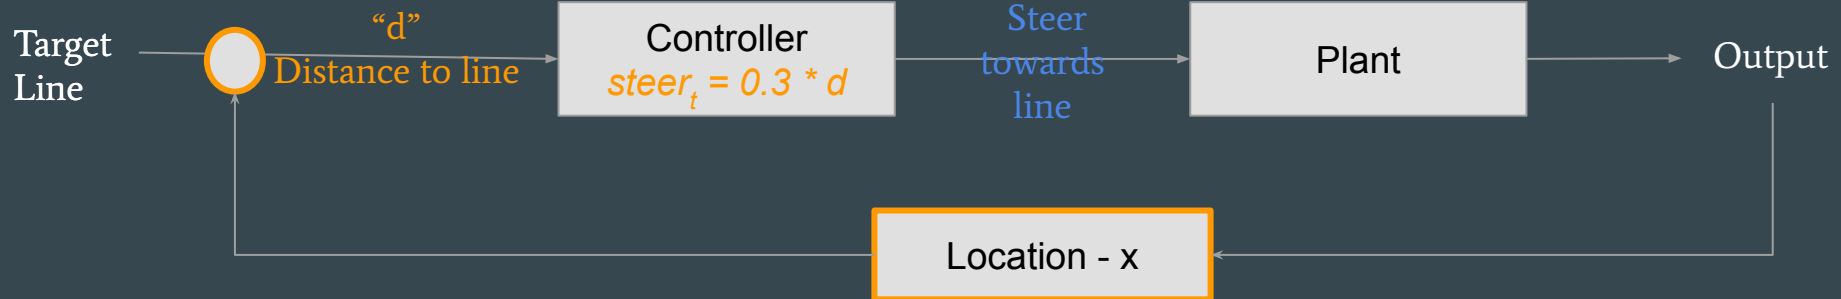 Target
Line
“d”
Distance to line
Controller
steerₜ = 0.3 * d
Steer
towards
line
Plant
Output
Location - x